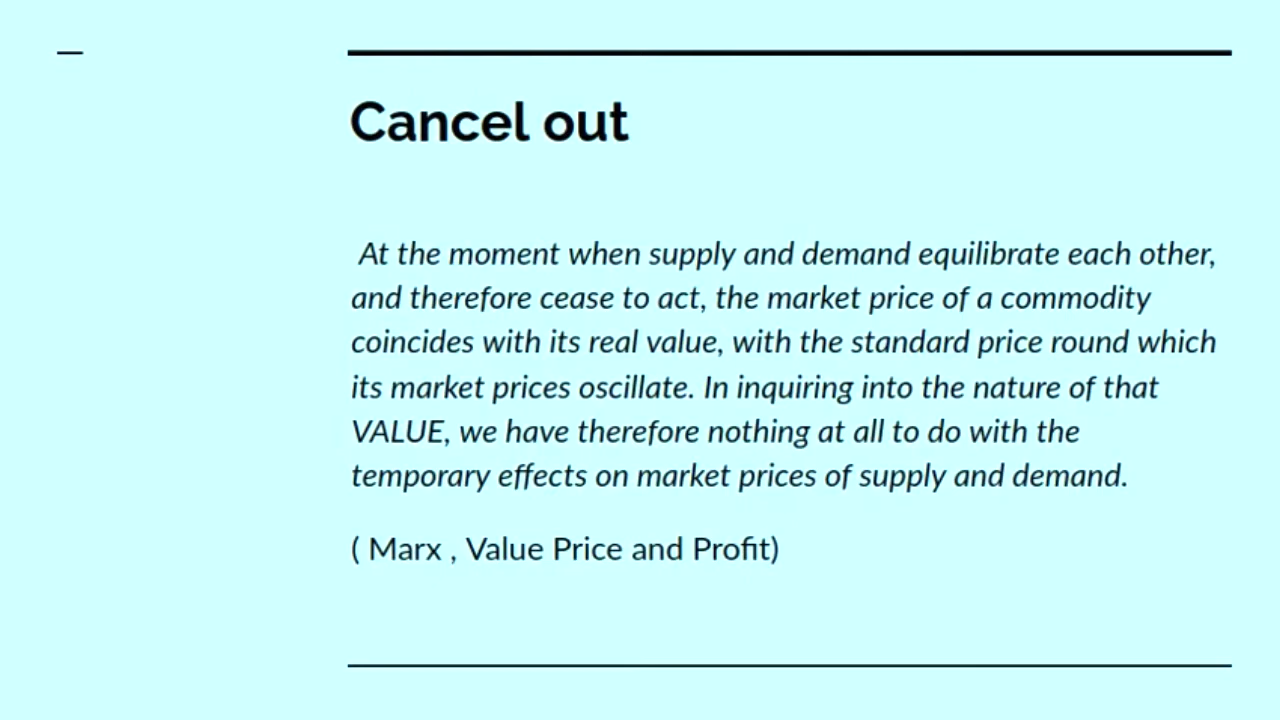 Cancel out
At the moment when supply and demand equilibrate each other,
and therefore cease to act, the market price of a commodity
coincides with its real value, with the standard price round which
its market prices oscillate. In inquiring into the nature of that
VALUE, we have therefore nothing at all to do with the
temporary effects on market prices of supply and demand.
( Marx , Value Price and Profit)